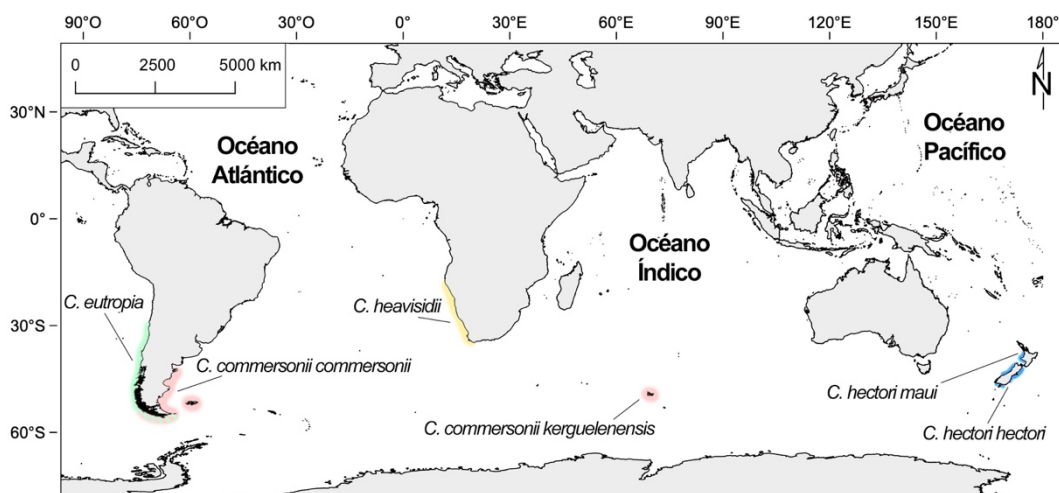 90°O 60°O 30°O 0° 30°E 60°E 90°E 120°E 150°E 180°
0 2500 5000 km
N
30°N
Océano
Atlántico
Océano
Pacífico
0°
Océano
Índico
C. eutropia
C. heavisidii
30°S
C. commersonii commersonii
C. hectori maui
C. commersonii kerguelenensis
C. hectori hectori
60°S